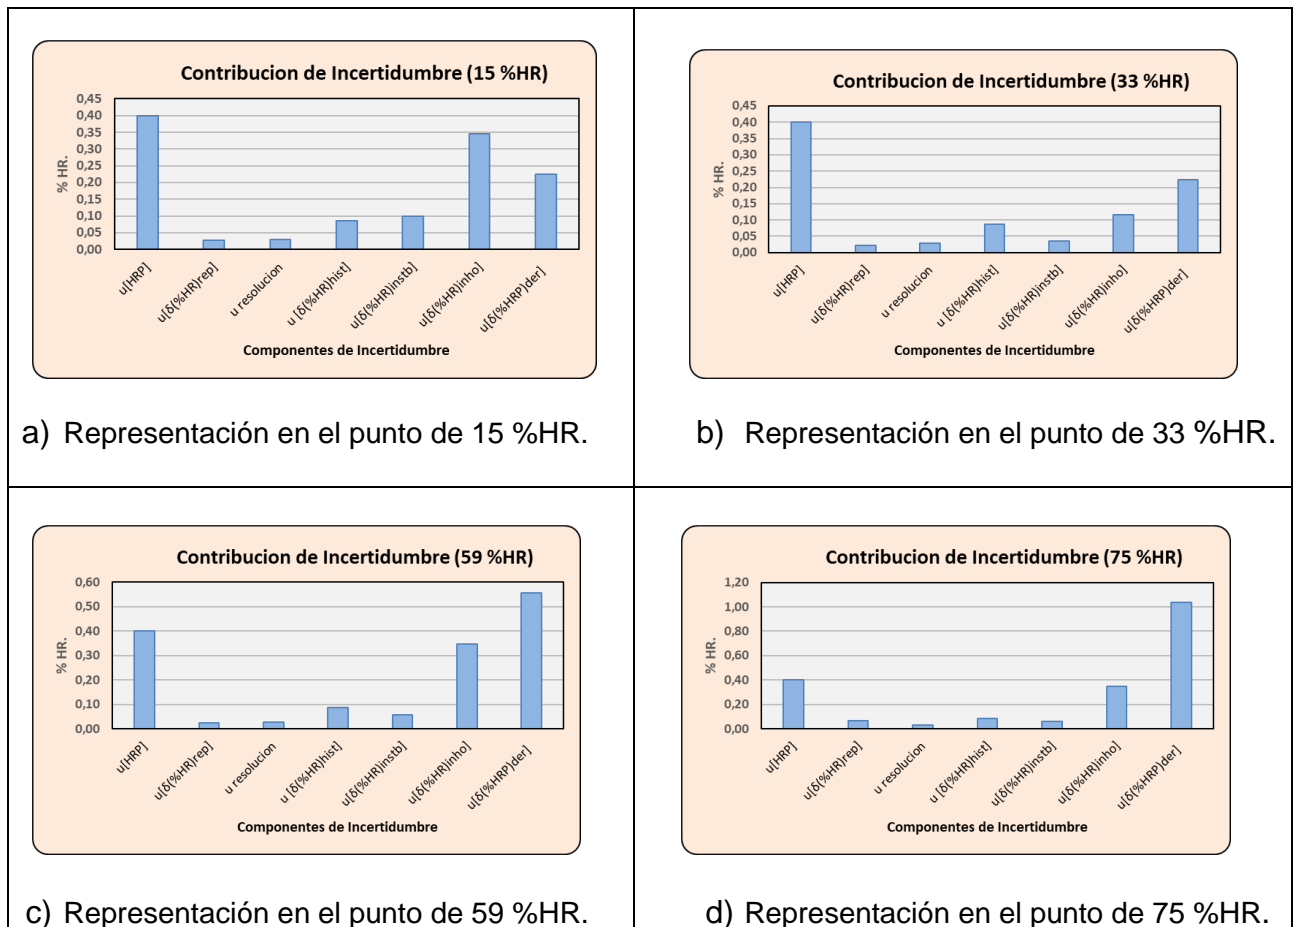 Contribucion de Incertidumbre (15 %HR)
0,45
0,40
0,35
0,30
0,25
0,20
0,15
0,10
0,05
0,00
% HR.
u[HRP]
u[δ(%HR)rep]
u resolucion
u [δ(%HR)hist]
u[δ(%HR)instb]
u[δ(%HR)inho]
u[δ(%HRP)der]
Componentes de Incertidumbre
a) Representación en el punto de 15 %HR.
Contribucion de Incertidumbre (33 %HR)
0,45
0,40
0,35
0,30
0,25
0,20
0,15
0,10
0,05
0,00
% HR.
u[HRP]
u[δ(%HR)rep]
u resolucion
u [δ(%HR)hist]
u[δ(%HR)instb]
u[δ(%HR)inho]
u[δ(%HRP)der]
Componentes de Incertidumbre
b) Representación en el punto de 33 %HR.
Contribucion de Incertidumbre (59 %HR)
0,60
0,50
0,40
0,30
0,20
0,10
0,00
% HR.
u[HRP]
u[δ(%HR)rep]
u resolucion
u [δ(%HR)hist]
u[δ(%HR)instb]
u[δ(%HR)inho]
u[δ(%HRP)der]
Componentes de Incertidumbre
c) Representación en el punto de 59 %HR.
Contribucion de Incertidumbre (75 %HR)
1,20
1,00
0,80
0,60
0,40
0,20
0,00
% HR.
u[HRP]
u[δ(%HR)rep]
u resolucion
u [δ(%HR)hist]
u[δ(%HR)instb]
u[δ(%HR)inho]
u[δ(%HRP)der]
Componentes de Incertidumbre
d) Representación en el punto de 75 %HR.